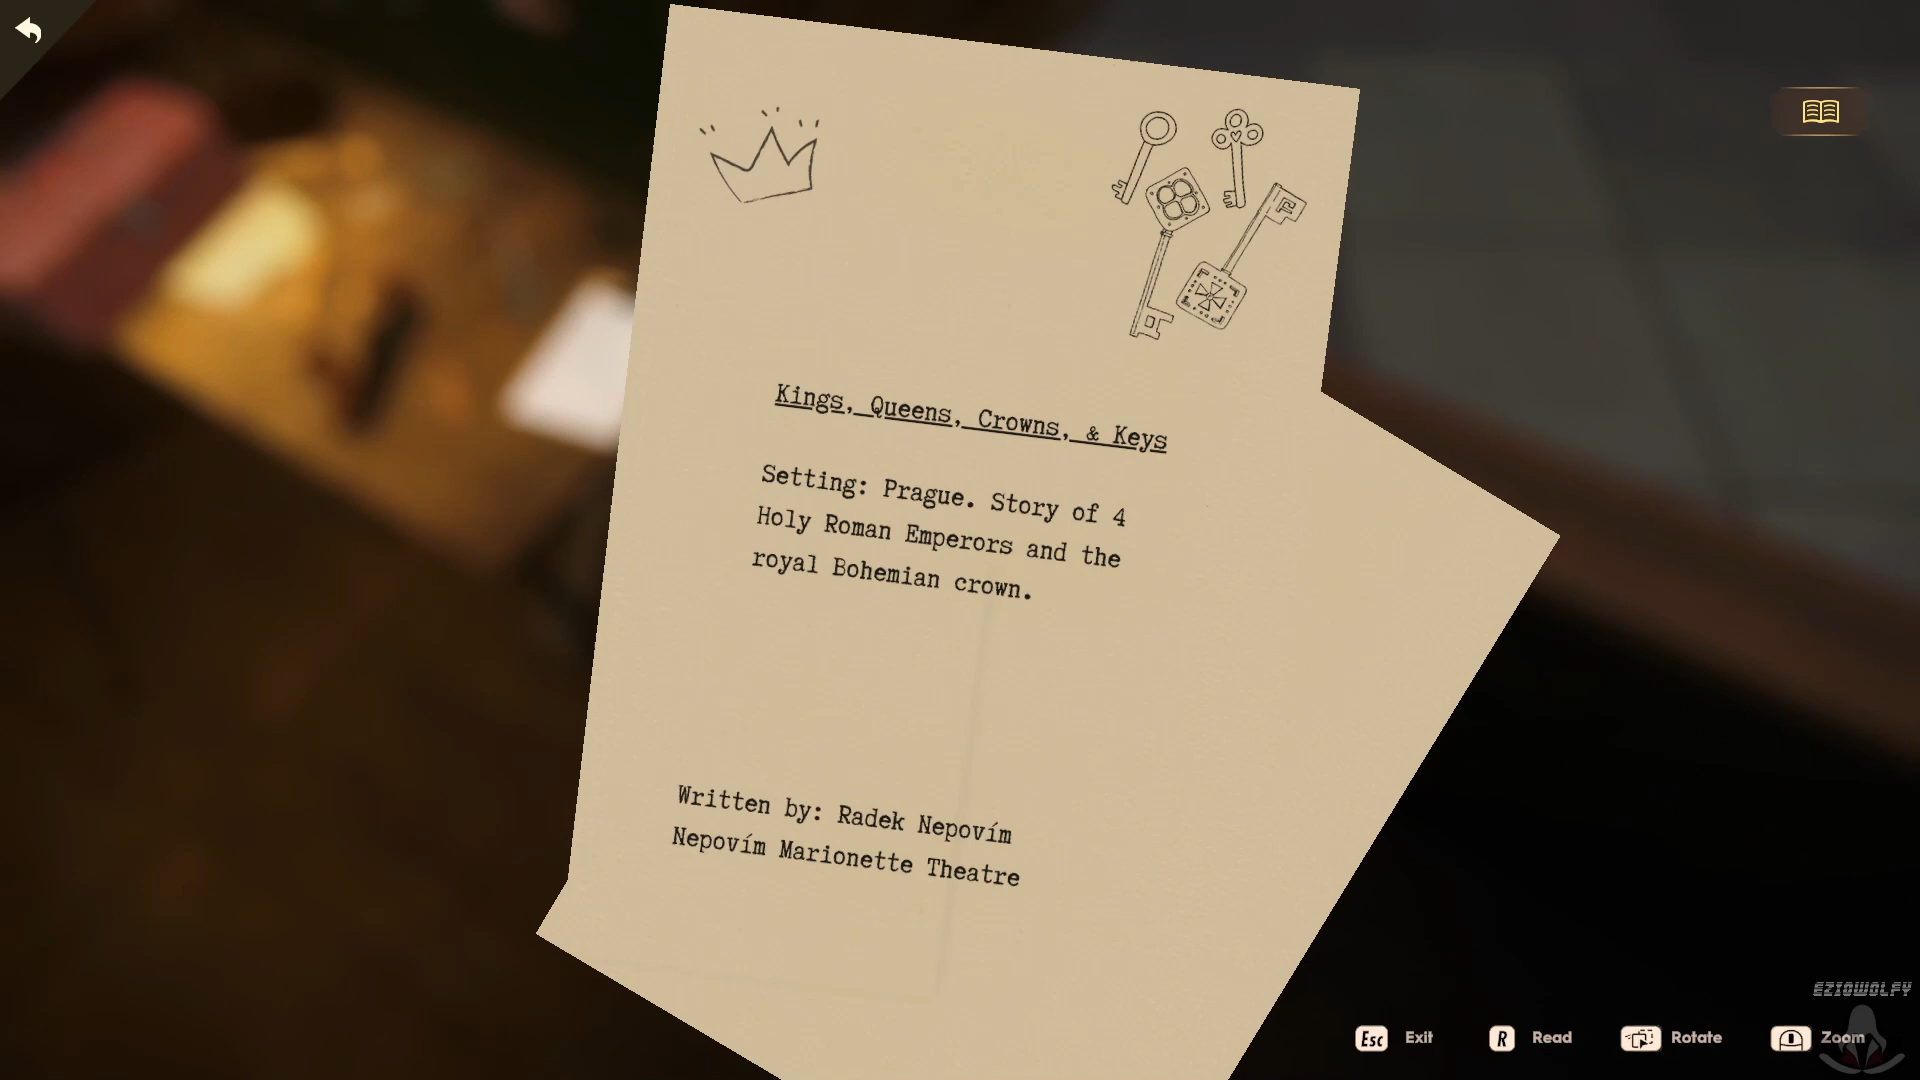 Kings, Queens, Crowns, & Keys
Setting: Prague. Story of 4
Holy Roman Emperors and the
royal Bohemian crown.
Written by: Radek Nepovím
Nepovím Marionette Theatre
EZIOWOLFY
Esc Exit R Read Rotate Zoom